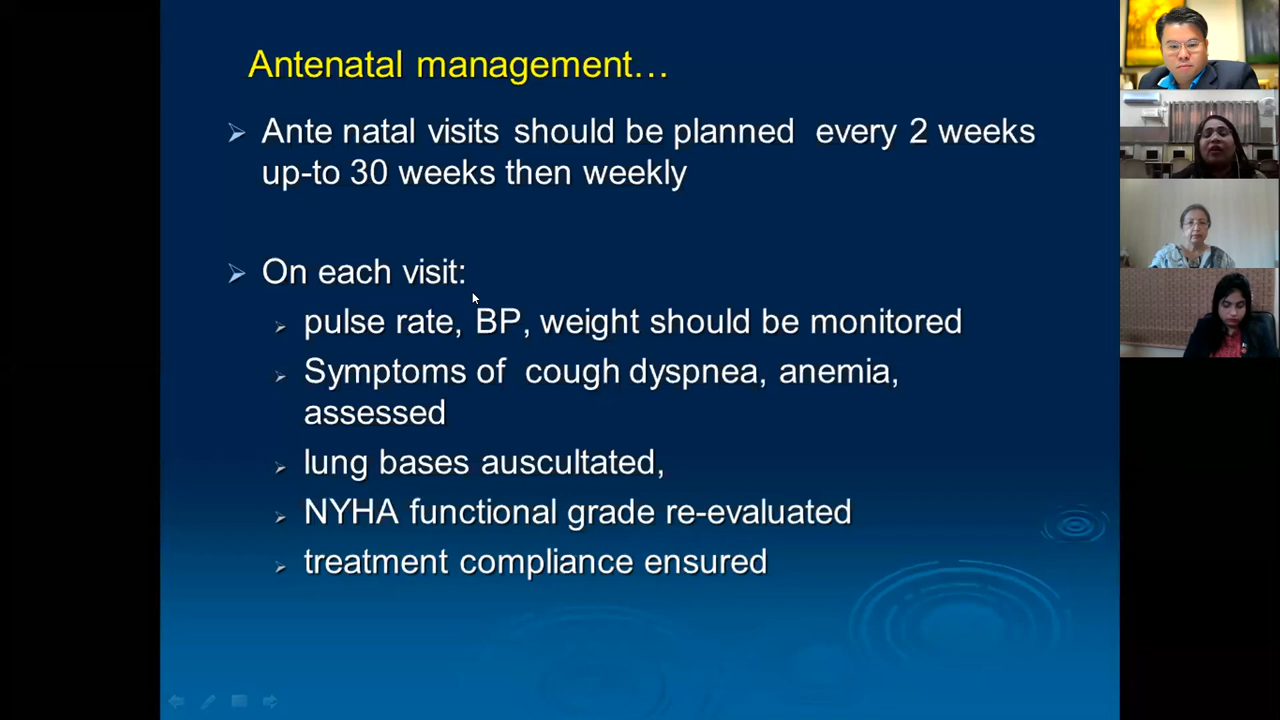 Antenatal management…
Ante natal visits should be planned every 2 weeks
up-to 30 weeks then weekly
On each visit:
pulse rate, BP, weight should be monitored
Symptoms of cough dyspnea, anemia,
assessed
lung bases auscultated,
NYHA functional grade re-evaluated
treatment compliance ensured